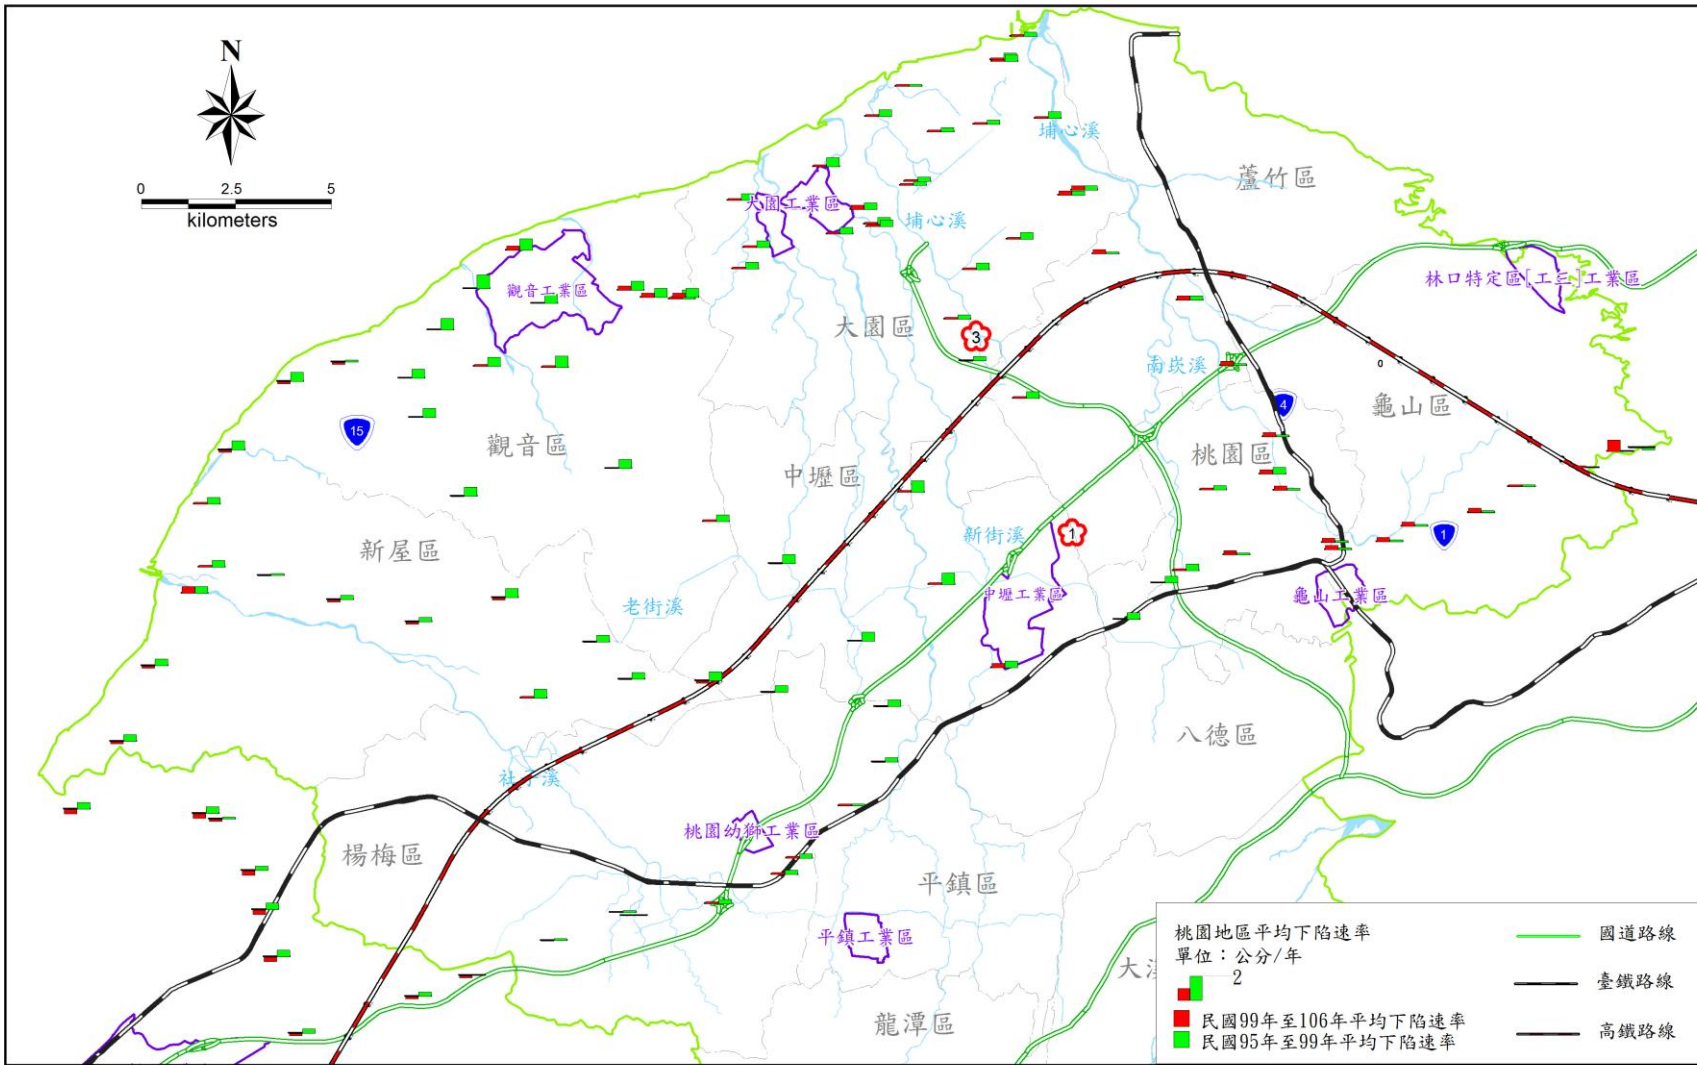 N
0 2.5 5
kilometers
埔心溪
蘆竹區
大園工業區
埔心溪
觀音工業區
林口特定區[工三]工業區
大園區
3
南崁溪
0
15
4
龜山區
觀音區
中壢區
桃園區
新屋區
新街溪
1
1
老街溪
中壢工業區
龜山工業區
社子溪
八德區
桃園幼獅工業區
楊梅區
平鎮區
平鎮工業區
大溪
龍潭區
桃園地區平均下陷速率
單位：公分/年
2
民國99年至106年平均下陷速率
民國95年至99年平均下陷速率
國道路線
臺鐵路線
高鐵路線